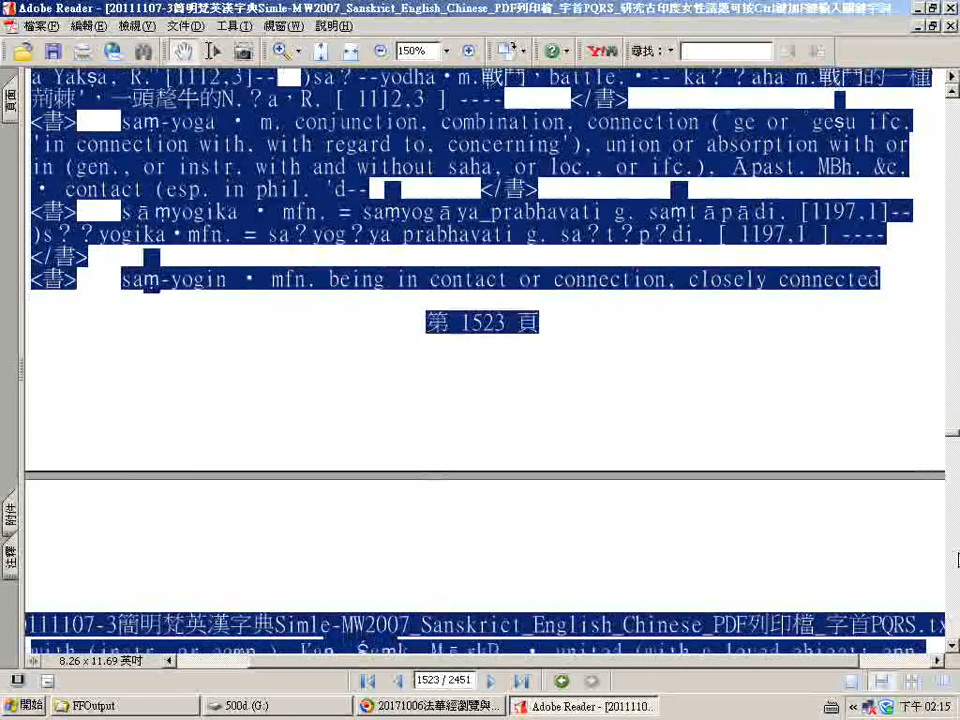 Adobe Reader - [20111107-3簡明梵英漢字典Simle-MW2007_Sanskrict_English_Chinese_PDF列印檔_字首PQRS_研究古印度女性議題可按Ctrl鍵加F鍵輸入關鍵字詞
檔案(F) 編輯(E) 檢視(V) 文件(D) 工具(T) 視窗(W) 說明(H)
150% Y! 尋找:
頁面
a Yakṣa, R." [1112,3]-- )sa？--yodha‧m.戰鬥，battle.‧-- ka？？aha m.戰鬥的一種
荊棘'，一頭氂牛的N.？a，R. [ 1112,3 ] ---- </書>
<書> saṃ-yoga ‧ m. conjunction, combination, connection ( ̊ge or ̊geṣu ifc.
'in connection with, with regard to, concerning'), union or absorption with or
in (gen., or instr. with and without saha, or loc., or ifc.), Āpast. MBh. &c.
‧ contact (esp. in phil. 'd-- </書>
<書> sāṃyogika ‧ mfn. = saṃyogāya_prabhavati g. saṃtāpādi. [1197,1]--
)s？？yogika‧mfn. = sa？yog？ya prabhavati g. sa？t？p？di. [ 1197,1 ] ----
</書>
<書> saṃ-yogin ‧ mfn. being in contact or connection, closely connected
第 1523 頁
附件
注釋
111107-3簡明梵英漢字典Simle-MW2007_Sanskrict_English_Chinese_PDF列印檔_字首PQRS.tx
8.26 x 11.69 英吋
1523 / 2451
開始 FFOutput 500d. (G:) 20171006法華經瀏覽與... Adobe Reader - [2011110... « 下午 02:15